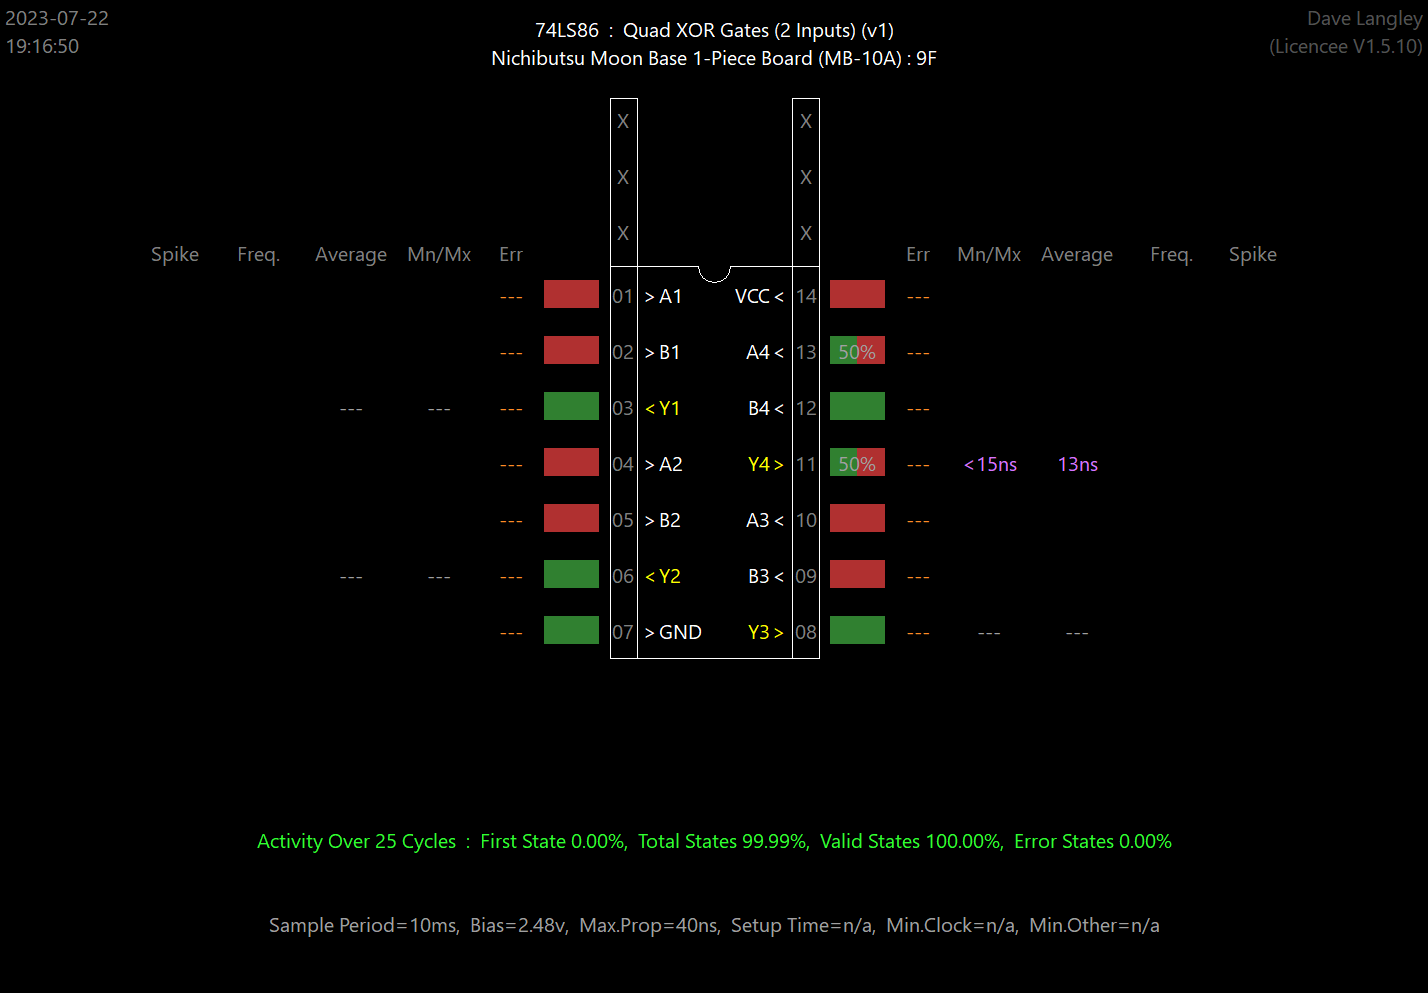 2023-07-22
19:16:50
74LS86 : Quad XOR Gates (2 Inputs) (v1)
Nichibutsu Moon Base 1-Piece Board (MB-10A) : 9F
Dave Langley
(Licencee V1.5.10)
X X
X X
X X
Spike Freq. Average Mn/Mx Err Err Mn/Mx Average Freq. Spike
--- 01 >A1 VCC< 14 ---
--- 02 >B1 A4< 13 50% ---
--- --- --- 03 <Y1 B4< 12 ---
--- 04 >A2 Y4> 11 50% --- <15ns 13ns
--- 05 >B2 A3< 10 ---
--- --- --- 06 <Y2 B3< 09 ---
--- 07 >GND Y3> 08 --- --- ---
Activity Over 25 Cycles : First State 0.00%, Total States 99.99%, Valid States 100.00%, Error States 0.00%
Sample Period=10ms, Bias=2.48v, Max.Prop=40ns, Setup Time=n/a, Min.Clock=n/a, Min.Other=n/a